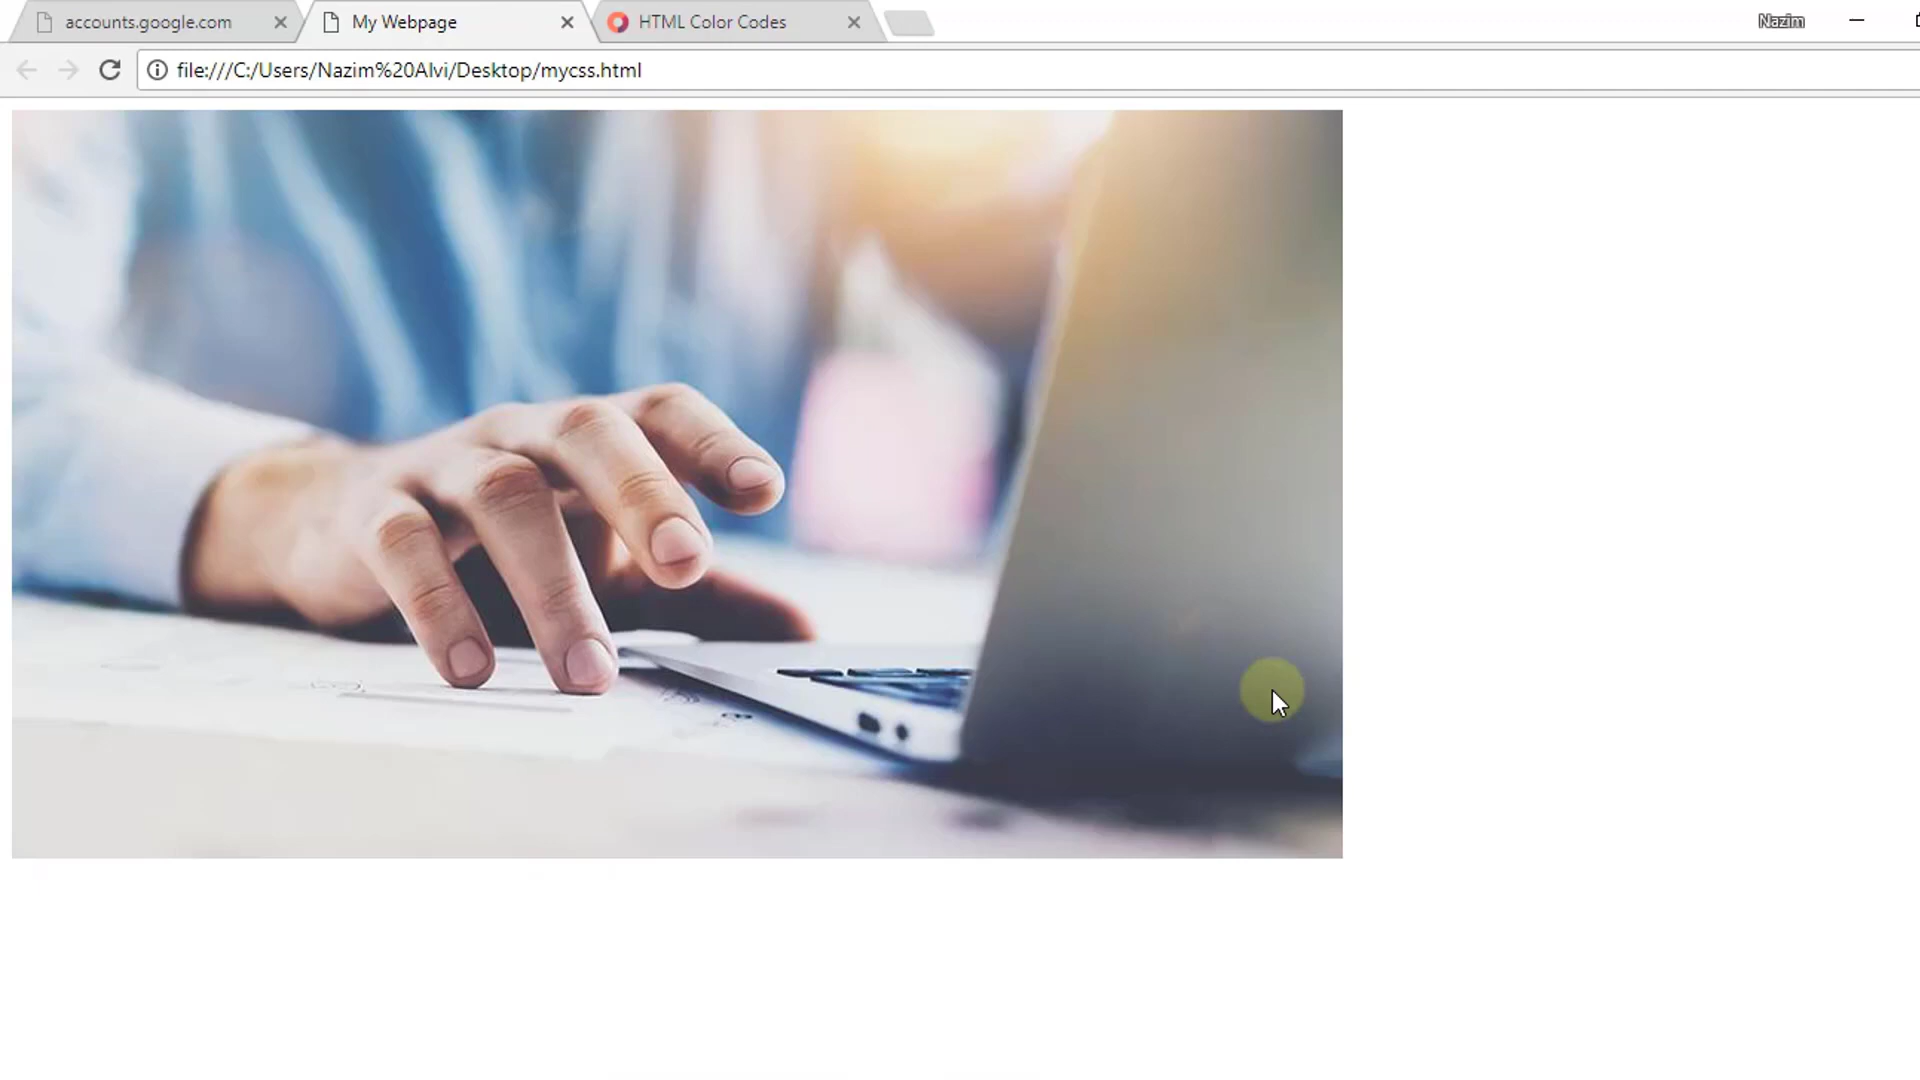 accounts.google.com
My Webpage
HTML Color Codes
Nazim
file:///C:/Users/Nazim%20Alvi/Desktop/mycss.html